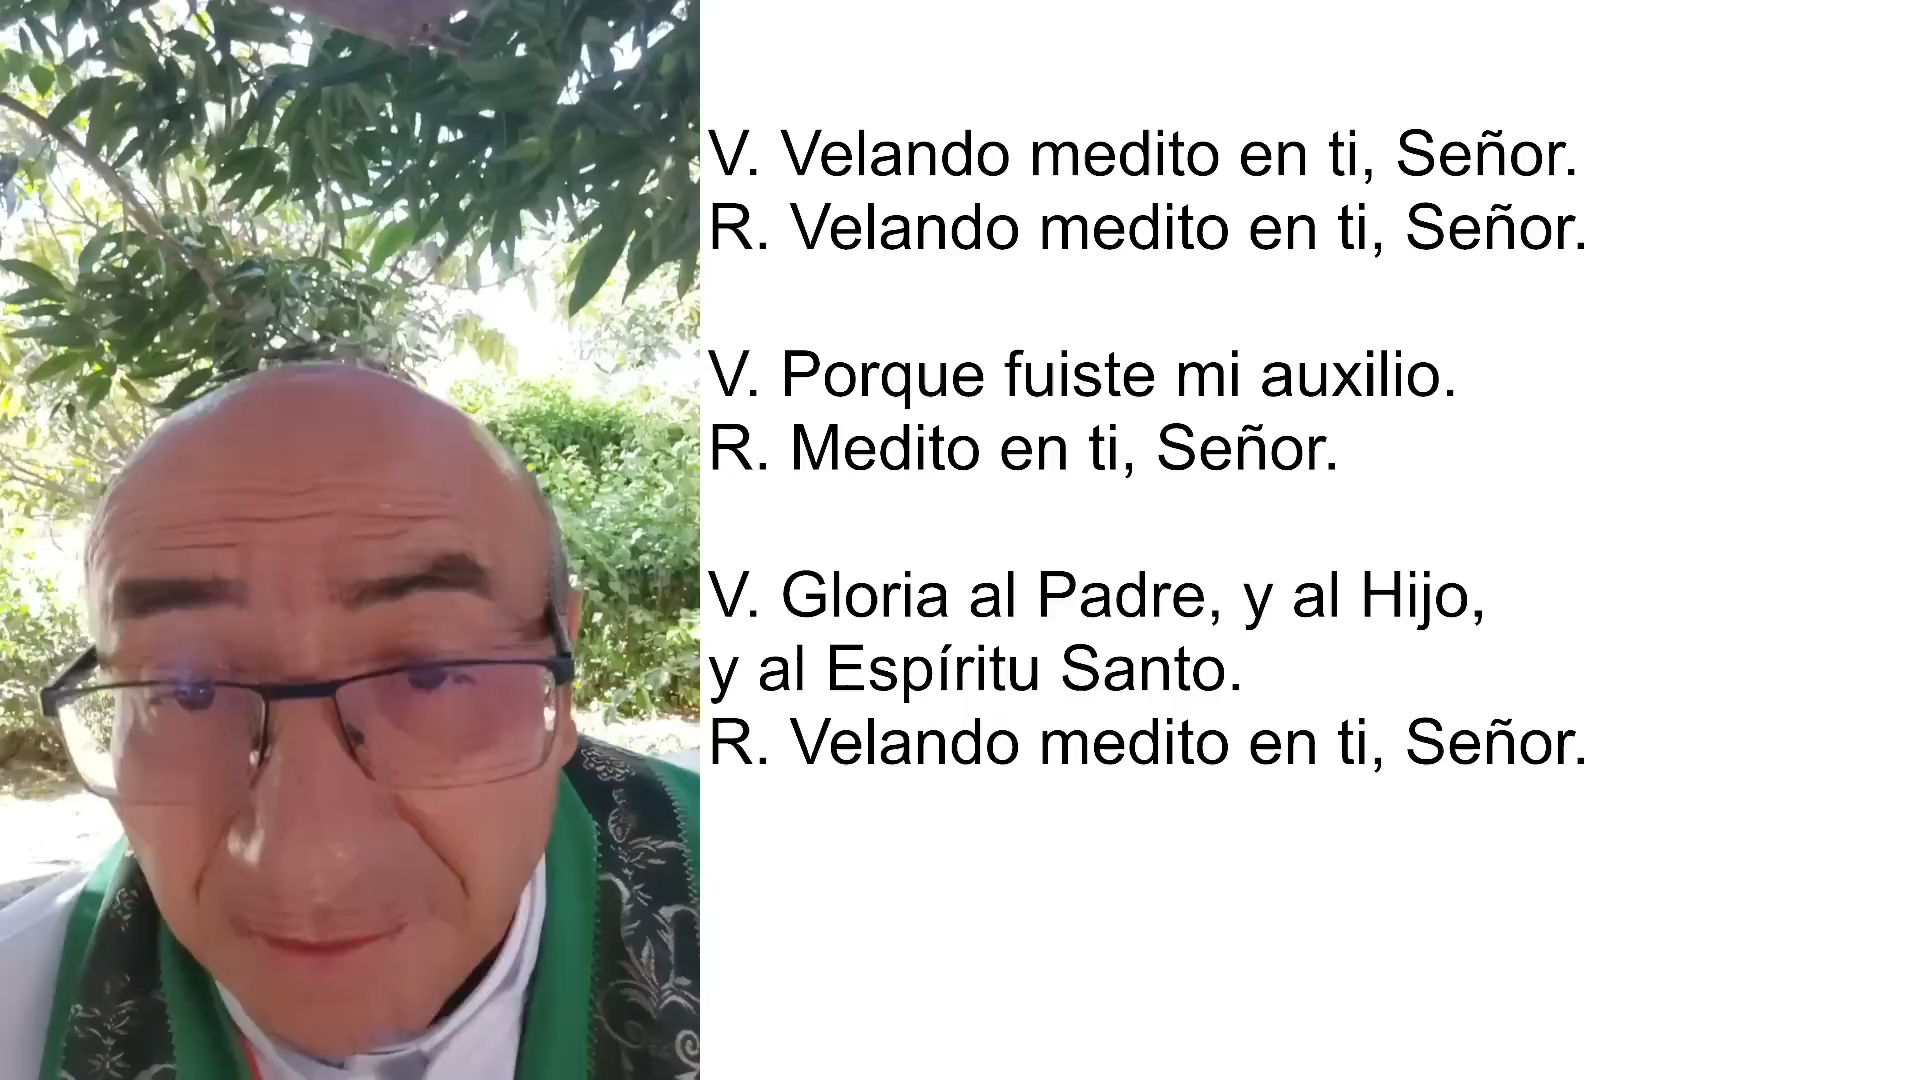 V. Velando medito en ti, Señor.
R. Velando medito en ti, Señor.
V. Porque fuiste mi auxilio.
R. Medito en ti, Señor.
V. Gloria al Padre, y al Hijo,
y al Espíritu Santo.
R. Velando medito en ti, Señor.